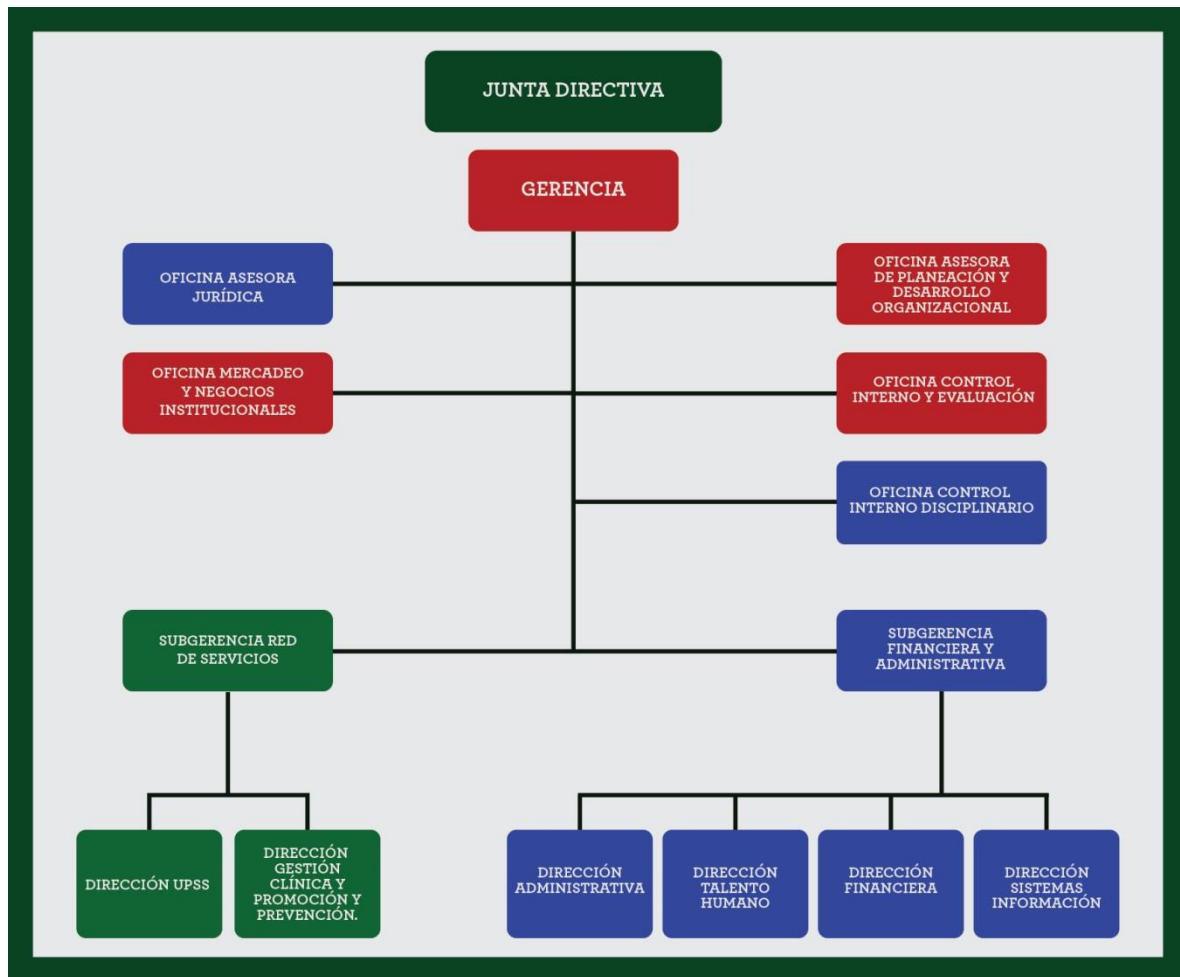 JUNTA DIRECTIVA
GERENCIA
OFICINA ASESORA
JURÍDICA
OFICINA ASESORA
DE PLANEACIÓN Y
DESARROLLO
ORGANIZACIONAL
OFICINA MERCADEO
Y NEGOCIOS
INSTITUCIONALES
OFICINA CONTROL
INTERNO Y EVALUACIÓN
OFICINA CONTROL
INTERNO DISCIPLINARIO
SUBGERENCIA RED
DE SERVICIOS
SUBGERENCIA
FINANCIERA Y
ADMINISTRATIVA
DIRECCIÓN UPSS
DIRECCIÓN
GESTIÓN
CLÍNICA Y
PROMOCIÓN Y
PREVENCIÓN.
DIRECCIÓN
ADMINISTRATIVA
DIRECCIÓN
TALENTO
HUMANO
DIRECCIÓN
FINANCIERA
DIRECCIÓN
SISTEMAS
INFORMACIÓN